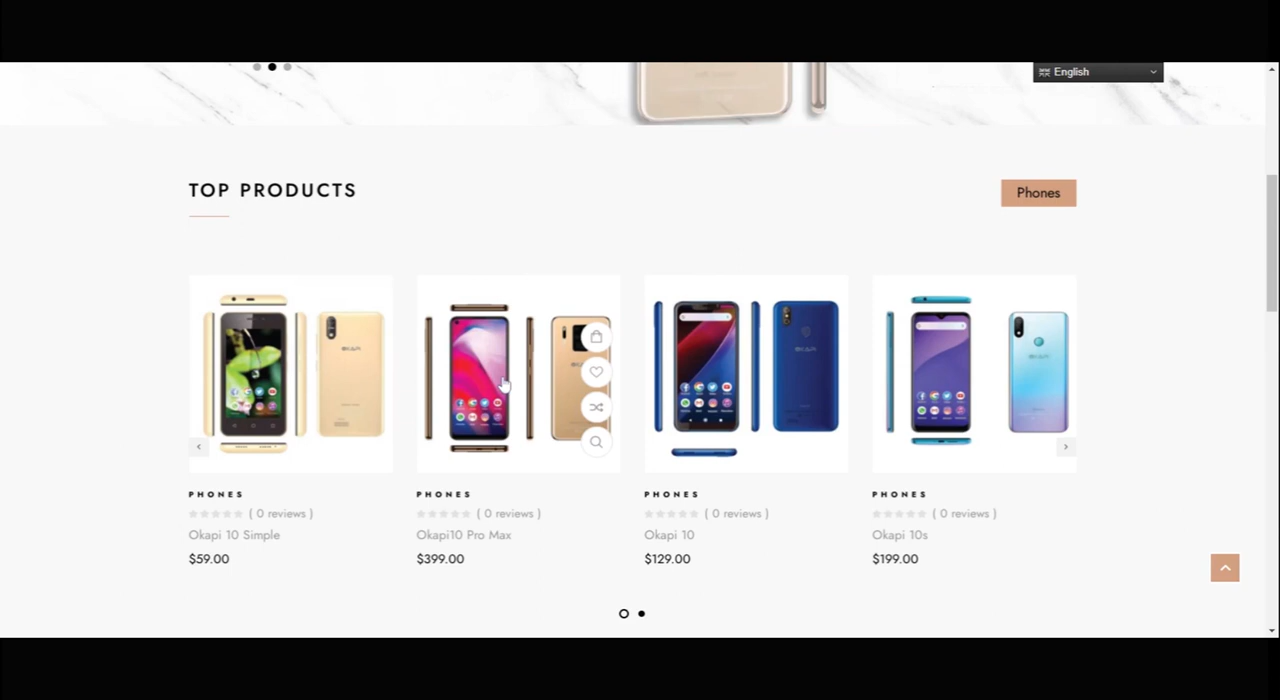 English
TOP PRODUCTS
Phones
PHONES
( 0 reviews )
Okapi 10 Simple
$59.00
PHONES
( 0 reviews )
Okapi10 Pro Max
$399.00
PHONES
( 0 reviews )
Okapi 10
$129.00
PHONES
( 0 reviews )
Okapi 10s
$199.00